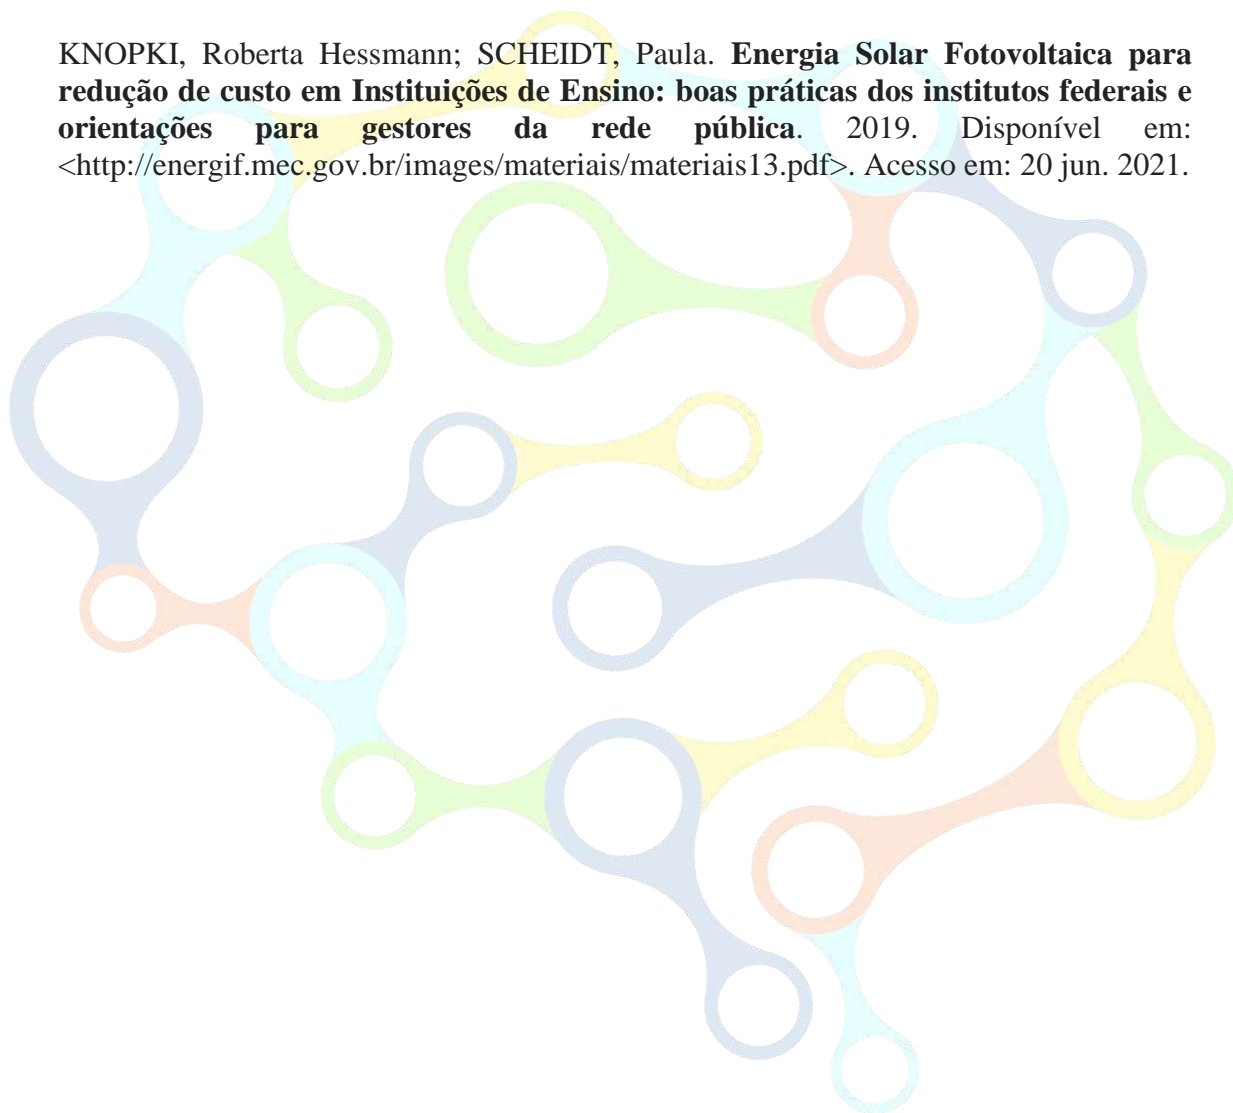 KNOPKI, Roberta Hessmann; SCHEIDT, Paula. Energia Solar Fotovoltaica para
redução de custo em Instituições de Ensino: boas práticas dos institutos federais e
orientações para gestores da rede pública. 2019. Disponível em:
<http://energif.mec.gov.br/images/materiais/materiais13.pdf>. Acesso em: 20 jun. 2021.